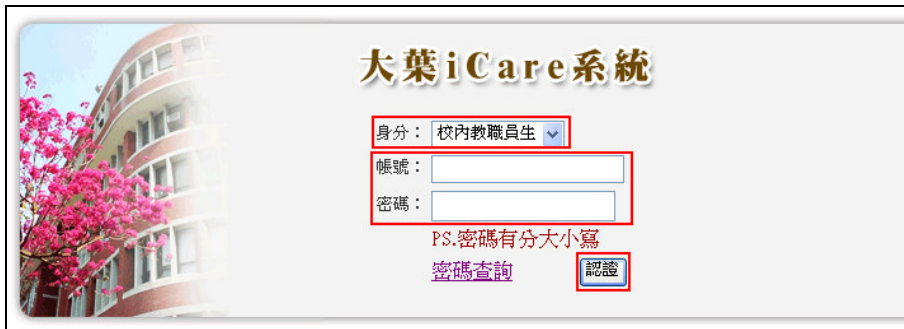 大葉iCare系統
身分： 校內教職員生
帳號：
密碼：
PS.密碼有分大小寫
密碼查詢 認證